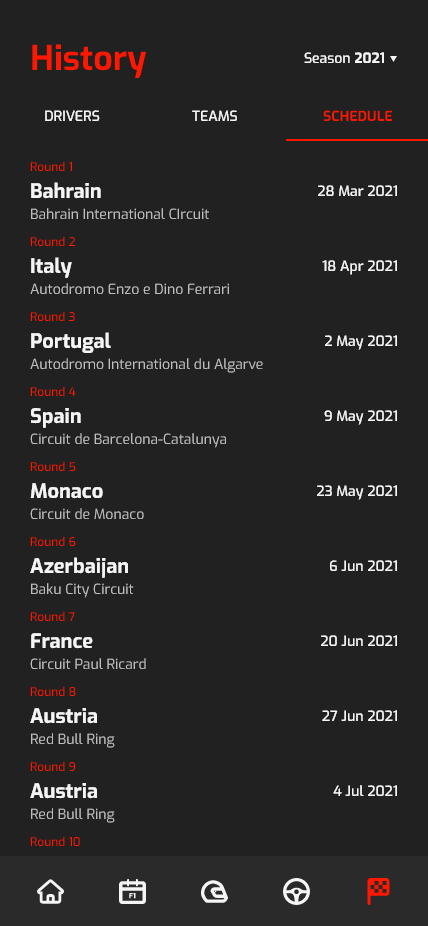 History
Season 2021 ▼
DRIVERS TEAMS SCHEDULE
Round 1
Bahrain 28 Mar 2021
Bahrain International CIrcuit
Round 2
Italy 18 Apr 2021
Autodromo Enzo e Dino Ferrari
Round 3
Portugal 2 May 2021
Autodromo International du Algarve
Round 4
Spain 9 May 2021
Circuit de Barcelona-Catalunya
Round 5
Monaco 23 May 2021
Circuit de Monaco
Round 6
Azerbaijan 6 Jun 2021
Baku City Circuit
Round 7
France 20 Jun 2021
Circuit Paul Ricard
Round 8
Austria 27 Jun 2021
Red Bull Ring
Round 9
Austria 4 Jul 2021
Red Bull Ring
Round 10
F1